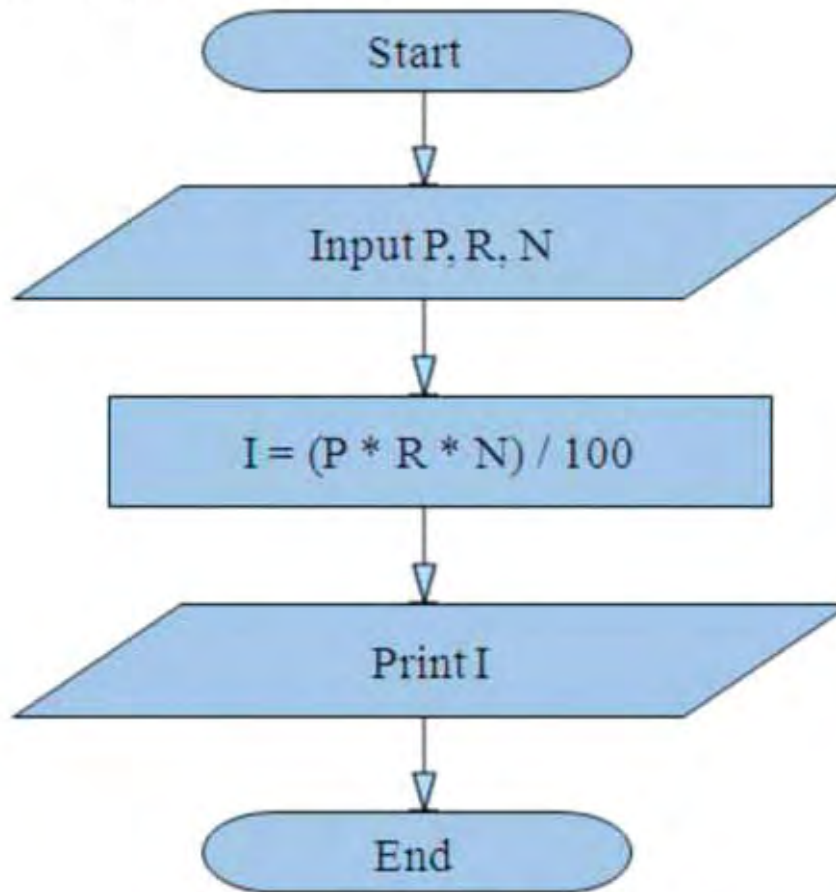 Start
Input P, R, N
I = (P * R * N) / 100
Print I
End